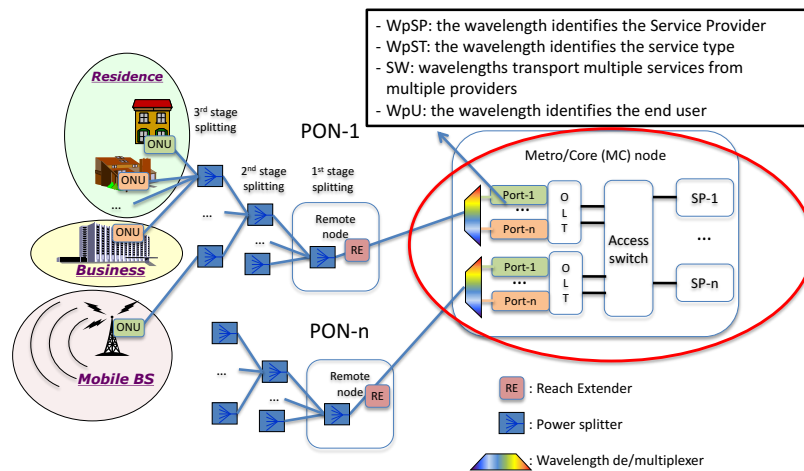 - WpSP: the wavelength identifies the Service Provider
- WpST: the wavelength identifies the service type
- SW: wavelengths transport multiple services from
multiple providers
- WpU: the wavelength identifies the end user
Residence
ONU
ONU
...
3rd stage
splitting
ONU
Business
ONU
Mobile BS
PON-1
2nd stage
splitting
1st stage
splitting
...
...
Remote
node
RE
Metro/Core (MC) node
Port-1
...
Port-n
O
L
T
Port-1
Port-n
O
L
T
Access
switch
SP-1
...
SP-n
PON-n
...
...
Remote
node
RE
RE : Reach Extender
: Power splitter
: Wavelength de/multiplexer